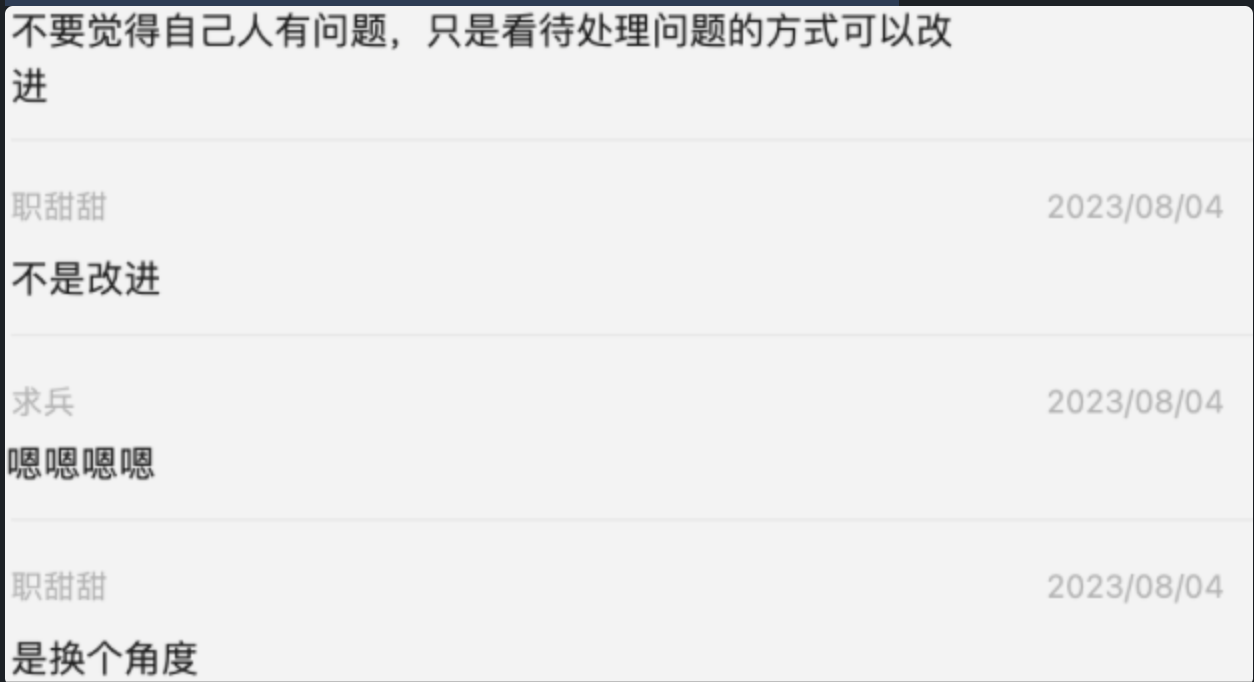 不要觉得自己人有问题，只是看待处理问题的方式可以改
进
职甜甜 2023/08/04
不是改进
求兵 2023/08/04
嗯嗯嗯嗯
职甜甜 2023/08/04
是换个角度